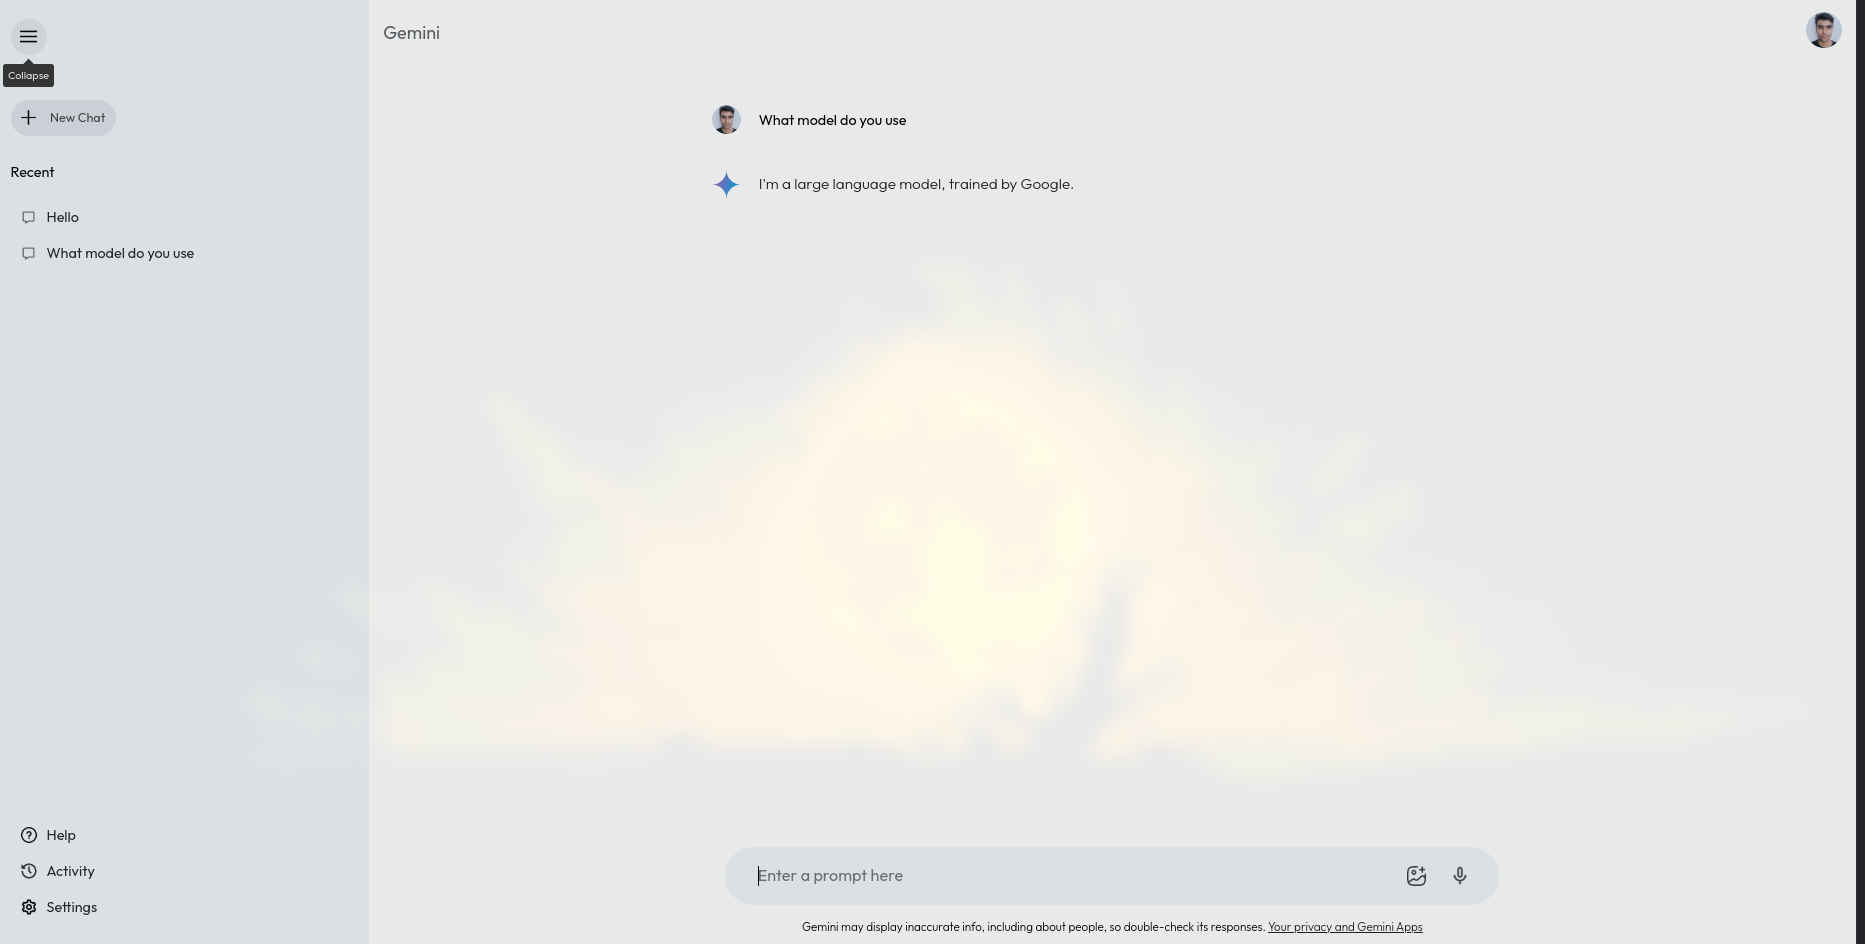 Collapse
New Chat
Recent
Hello
What model do you use
Help
Activity
Settings
Gemini
What model do you use
I'm a large language model, trained by Google.
Enter a prompt here
Gemini may display inaccurate info, including about people, so double-check its responses. Your privacy and Gemini Apps